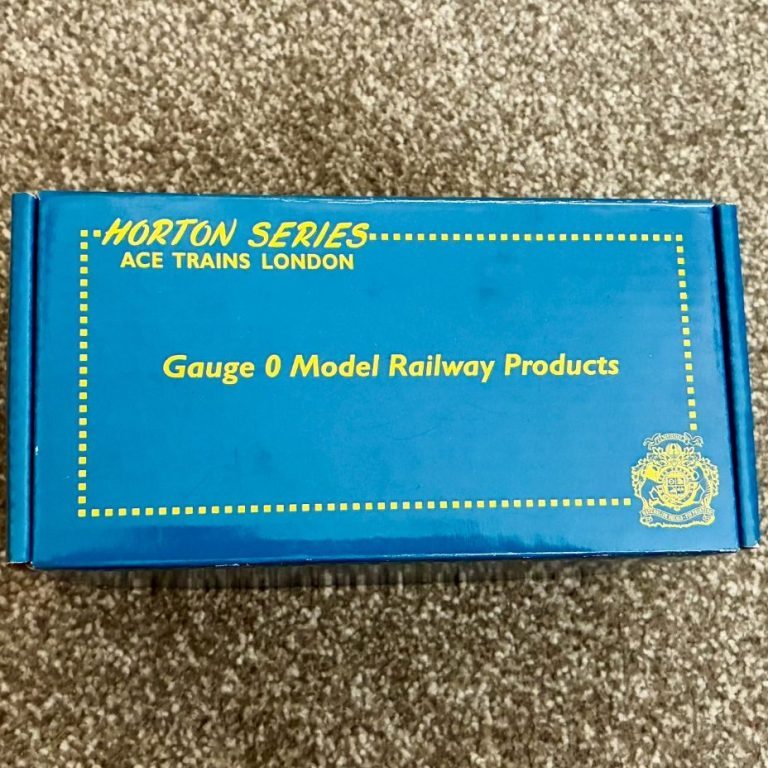 HORTON SERIES
ACE TRAINS LONDON
Gauge 0 Model Railway Products